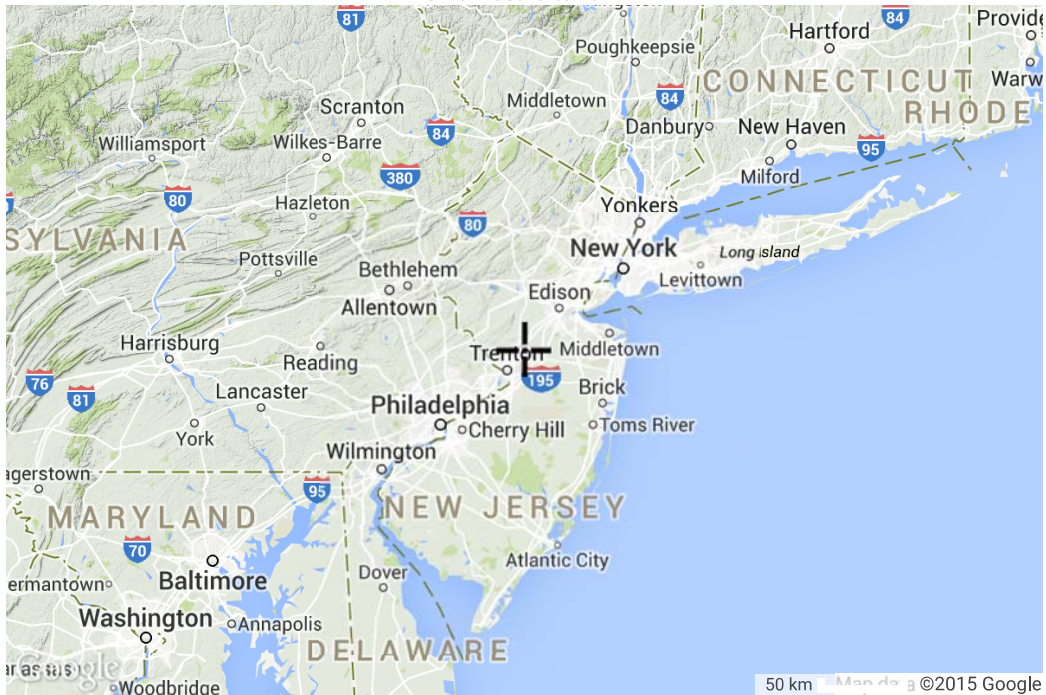 81
84
Provide
Hartford
Poughkeepsie
CONNECTICUT
Warw
84
Middletown
Scranton
RHODE
84
Danbury
New Haven
Williamsport
Wilkes-Barre
95
380
Milford
80
Hazleton
Yonkers
80
SYLVANIA
New York
Long Island
Pottsville
Bethlehem
Levittown
Allentown
Edison
Harrisburg
Trenton
Middletown
Reading
76
195
81
Lancaster
Brick
Philadelphia
York
Cherry Hill
Toms River
Wilmington
agerstown
95
NEW JERSEY
MARYLAND
70
Atlantic City
Dover
Baltimore
ermantown
Washington
Annapolis
DELAWARE
Google
Woodbridge
50 km
©2015 Google